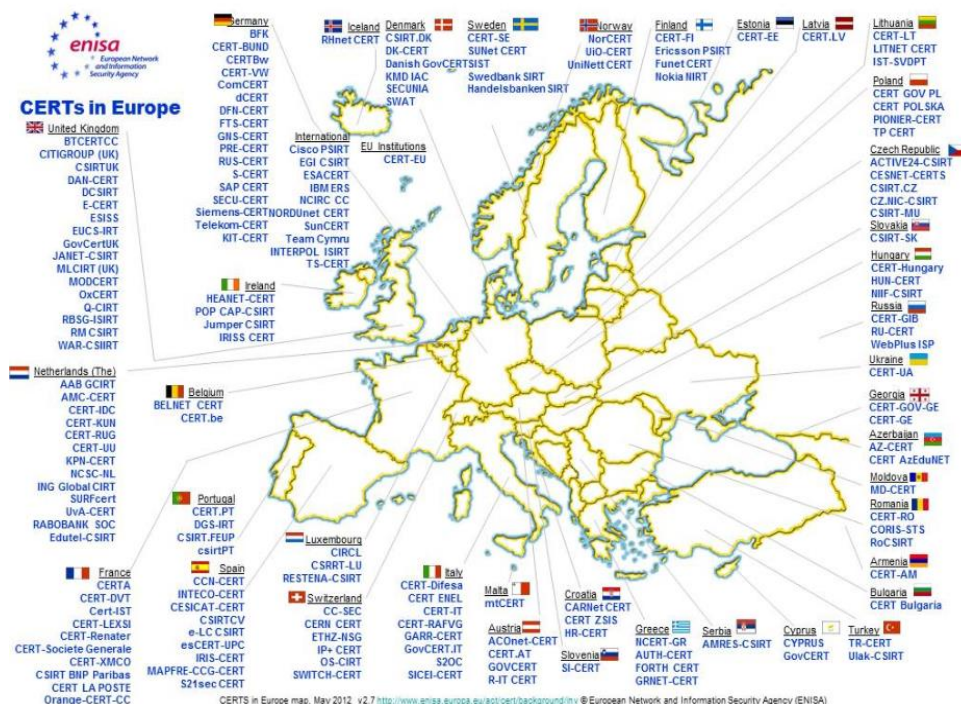 enisa
European Network
and Information
Security Agency
CERTs in Europe
Germany
BFK
CERT-BUND
CERTBw
CERT-VW
ComCERT
dCERT
DFN-CERT
FTS-CERT
GNS-CERT
PRE-CERT
RUS-CERT
S-CERT
SAP CERT
SECU-CERT
Siemens-CERT
Telekom-CERT
KIT-CERT
Iceland
RHnet CERT
Denmark
CSIRT.DK
DK-CERT
Danish GovCERT
KMD IAC
SECUNIA
SWAT
Sweden
CERT-SE
SUNet CERT
SIST
Swedbank SIRT
Handelsbanken SIRT
Norway
NorCERT
UiO-CERT
UniNett CERT
Finland
CERT-FI
Ericsson PSIRT
Funet CERT
Nokia NIRT
Estonia
CERT-EE
Latvia
CERT.LV
Lithuania
CERT-LT
LITNET CERT
IST-SVDPT
Poland
CERT GOV PL
CERT POLSKA
PIONIER-CERT
TP CERT
Czech Republic
ACTIVE24-CSIRT
CESNET-CERTS
CSIRT.CZ
CZ.NIC-CSIRT
CSIRT-MU
Slovakia
CSIRT-SK
Hungary
CERT-Hungary
HUN-CERT
NIIF-CSIRT
Russia
CERT-GIB
RU-CERT
WebPlus ISP
Ukraine
CERT-UA
Georgia
CERT-GOV-GE
CERT-GE
Azerbaijan
AZ-CERT
CERT AzEduNET
Moldova
MD-CERT
Romania
CERT-RO
CORIS-STS
RoCSIRT
Armenia
CERT-AM
Bulgaria
CERT Bulgaria
United Kingdom
BTCERTCC
CITIGROUP (UK)
CSIRTUK
DAN-CERT
DCSIRT
E-CERT
ESISS
EUCS-IRT
GovCertUK
JANET-CSIRT
MLCIRT (UK)
MODCERT
OxCERT
Q-CIRT
RBSG-ISIRT
RM CSIRT
WAR-CSIIRT
International
Cisco PSIRT
EGI CSIRT
ESACERT
IBM ERS
NCIRC CC
NORDUnet CERT
SunCERT
Team Cymru
INTERPOL ISIRT
TS-CERT
EU Institutions
CERT-EU
Ireland
HEANET-CERT
POP CAP-CSIRT
Jumper CSIRT
IRISS CERT
Netherlands (The)
AAB GCIRT
AMC-CERT
CERT-IDC
CERT-KUN
CERT-RUG
CERT-UU
KPN-CERT
NCSC-NL
ING Global CIRT
SURFcert
UvA-CERT
RABOBANK SOC
Edutel-CSIRT
Belgium
BELNET CERT
CERT.be
Portugal
CERT.PT
DGS-IRT
CSIRT.FEUP
csirtPT
France
CERTA
CERT-DVT
Cert-IST
CERT-LEXSI
CERT-Renater
CERT-Societe Generale
CERT-XMCO
CSIRT BNP Paribas
CERT LA POSTE
Orange-CERT-CC
Spain
CCN-CERT
INTECO-CERT
CESICAT-CERT
CSIRTCV
e-LC CSIRT
esCERT-UPC
IRIS-CERT
MAPFRE-CCG-CERT
S21sec CERT
Luxembourg
CIRCL
CSRRT-LU
RESTENA-CSIRT
Switzerland
CC-SEC
CERN CERT
ETHZ-NSG
IP+ CERT
OS-CIRT
SWITCH-CERT
Italy
CERT-Difesa
CERT ENEL
CERT-IT
CERT-RAFVG
GARR-CERT
GovCERT.IT
S2OC
SICEI-CERT
Malta
mtCERT
Austria
ACOnet-CERT
CERT.AT
GOVCERT
R-IT CERT
Croatia
CARNet CERT
CERT ZSIS
HR-CERT
Slovenia
SI-CERT
Greece
NCERT-GR
AUTH-CERT
FORTH CERT
GRNET-CERT
Serbia
AMRES-CSIRT
Cyprus
CYPRUS
GovCERT
Turkey
TR-CERT
Ulak-CSIRT
CERTS in Europe map, May 2012 v2.7 http://www.enisa.europa.eu/act/cert/background/inv © European Network and Information Security Agency (ENISA)